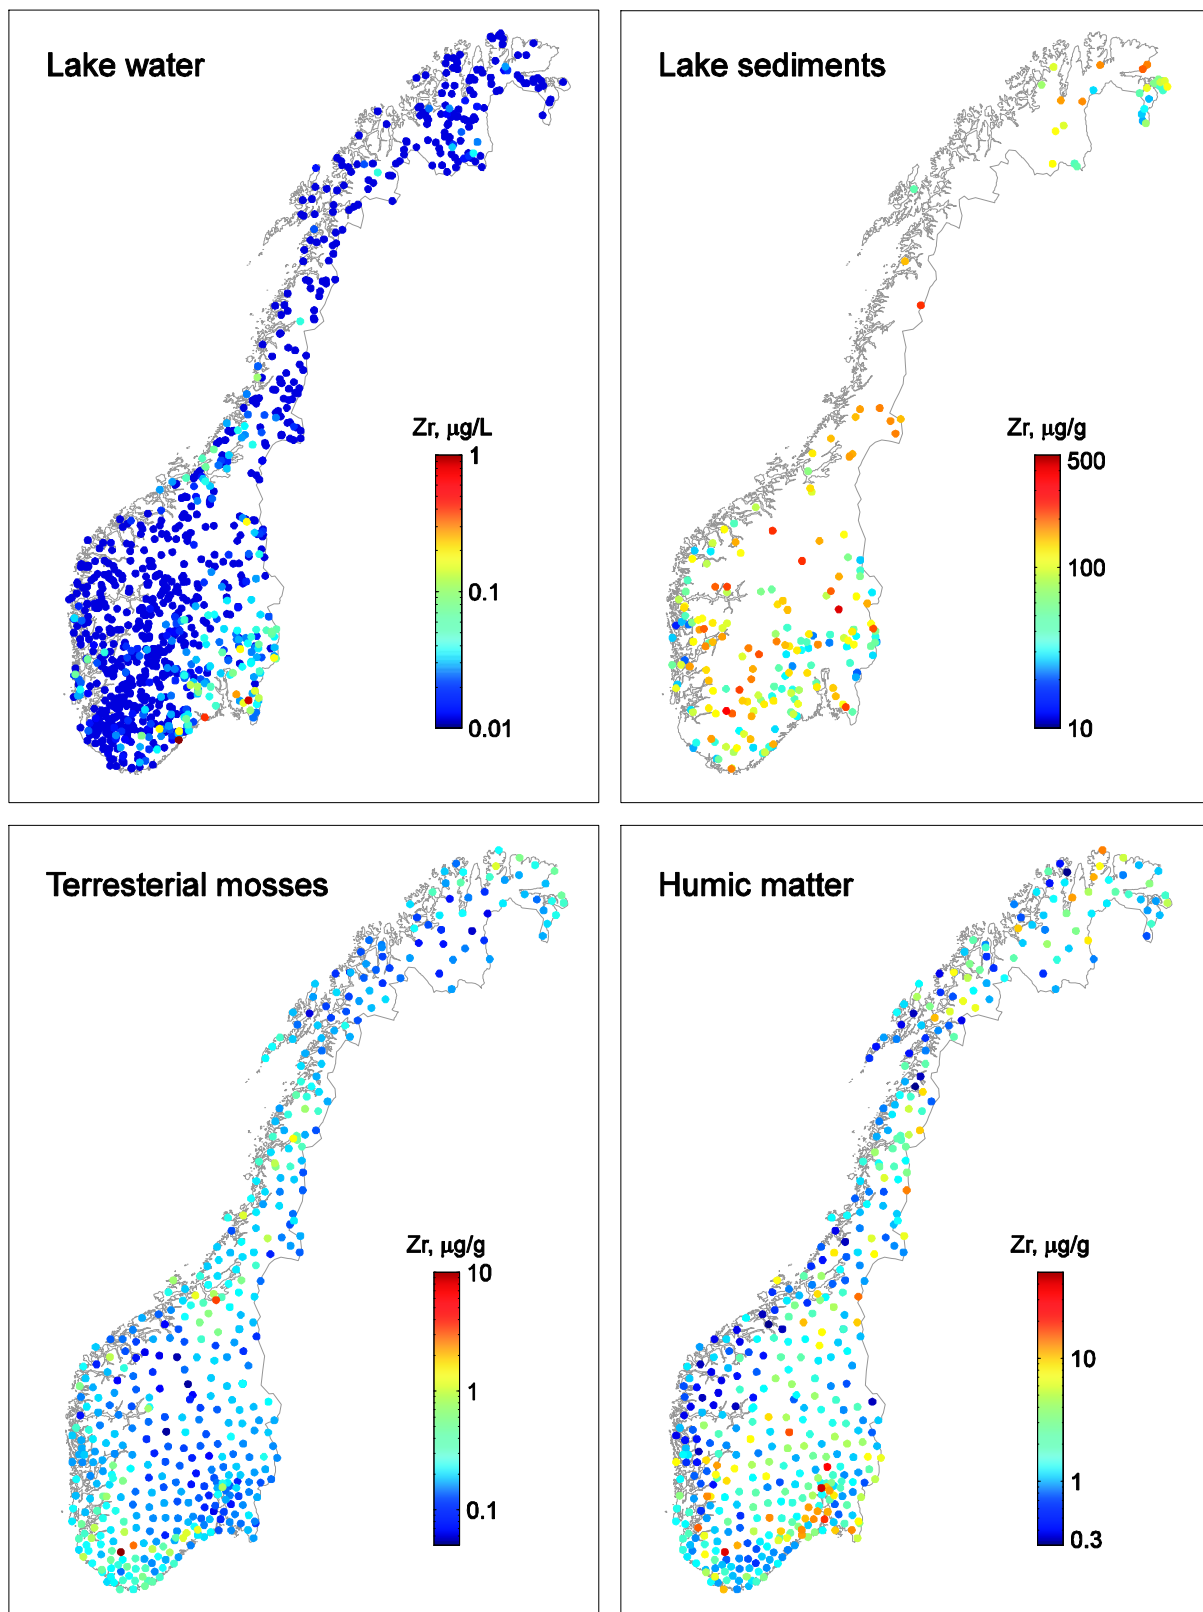 Lake water
Zr, µg/L
1
0.1
0.01
Lake sediments
Zr, µg/g
500
100
10
Terresterial mosses
Zr, µg/g
10
1
0.1
Humic matter
Zr, µg/g
10
1
0.3